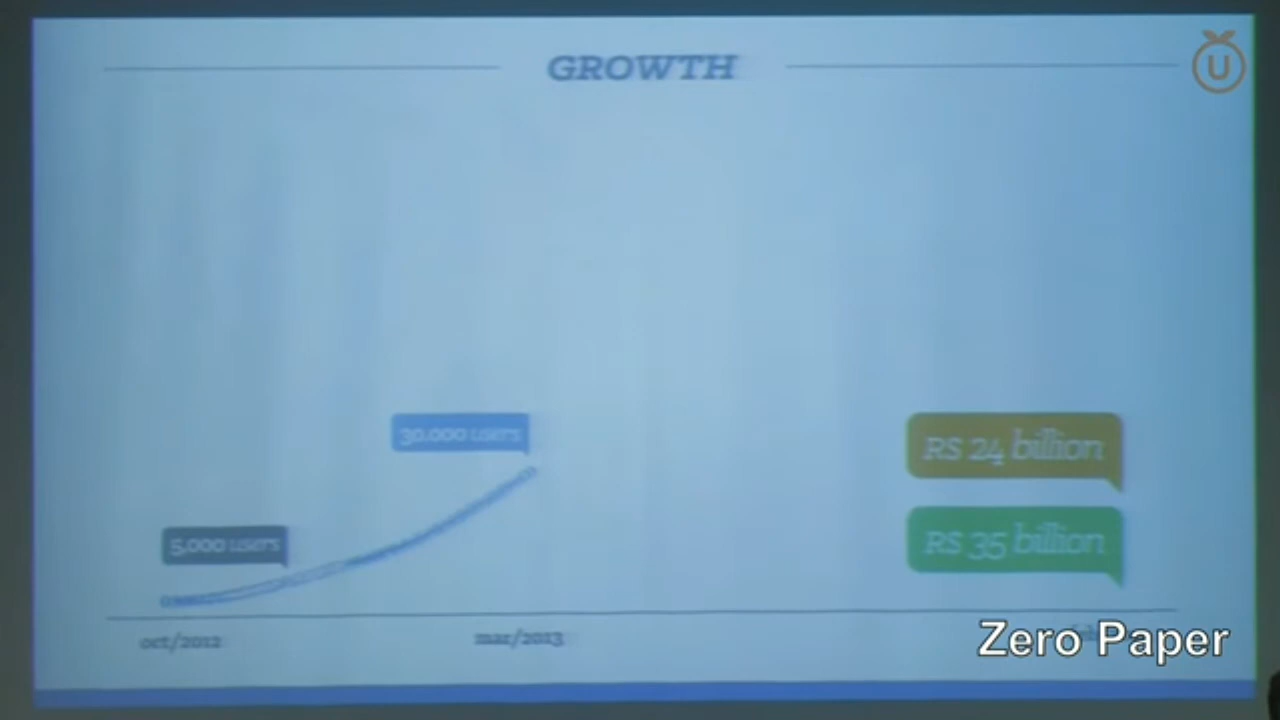 GROWTH
U
30.000 users
RS 24 billion
5,000 users
RS 35 billion
oct/2012
mar/2013
Zero Paper